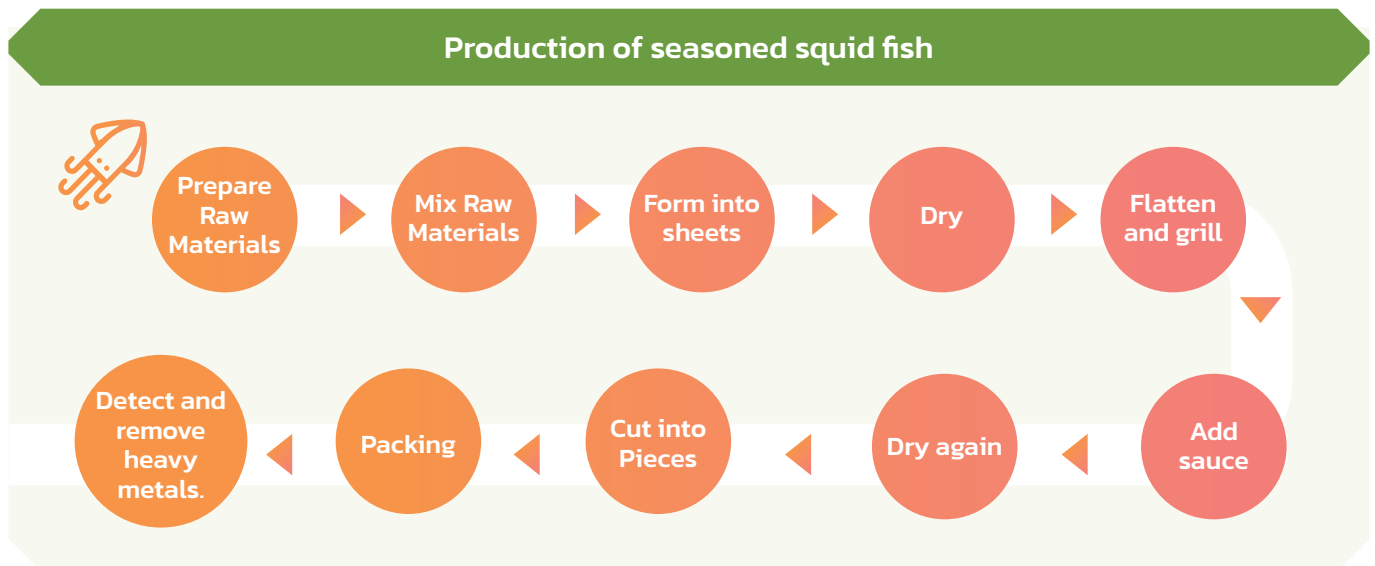 Production of seasoned squid fish
Prepare
Raw
Materials
Mix Raw
Materials
Form into
sheets
Dry
Flatten
and grill
Add
sauce
Dry again
Cut into
Pieces
Packing
Detect and
remove
heavy
metals.